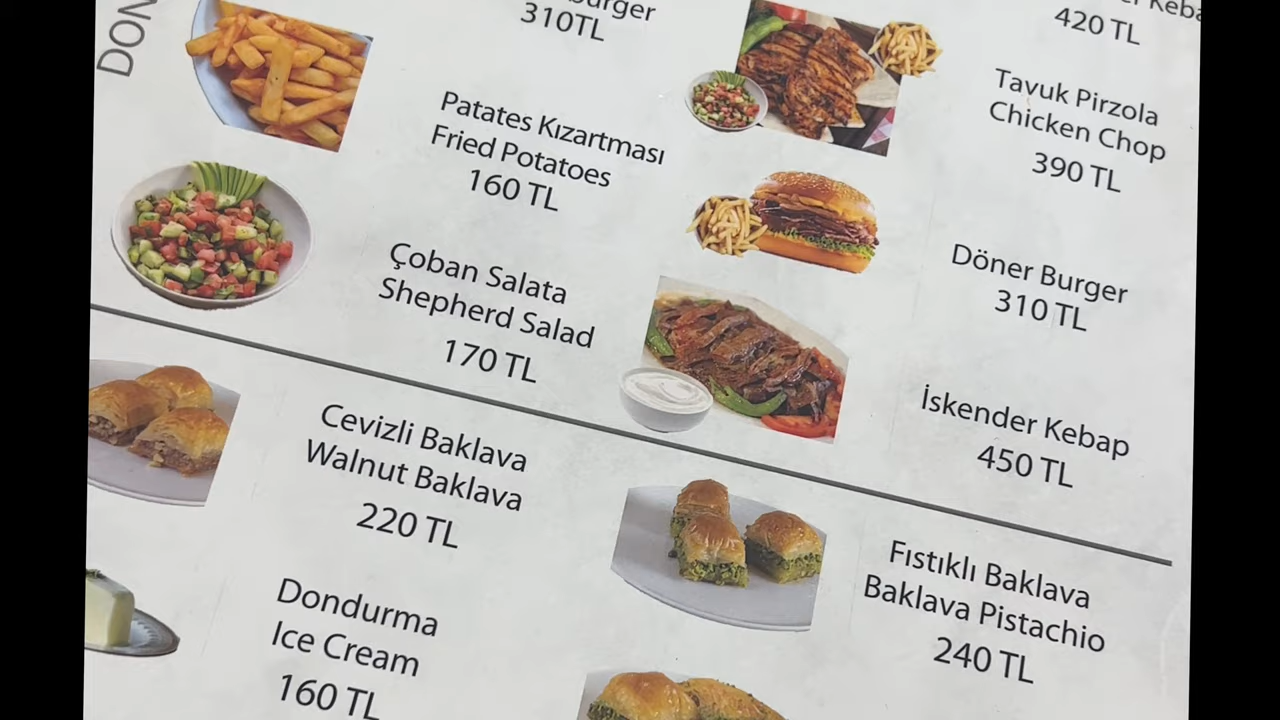 DON
310TL
Patates Kızartması
Fried Potatoes
160 TL
Çoban Salata
Shepherd Salad
170 TL
420 TL
Tavuk Pirzola
Chicken Chop
390 TL
Döner Burger
310 TL
İskender Kebap
450 TL
Cevizli Baklava
Walnut Baklava
220 TL
Dondurma
Ice Cream
160 TL
Fıstıklı Baklava
Baklava Pistachio
240 TL